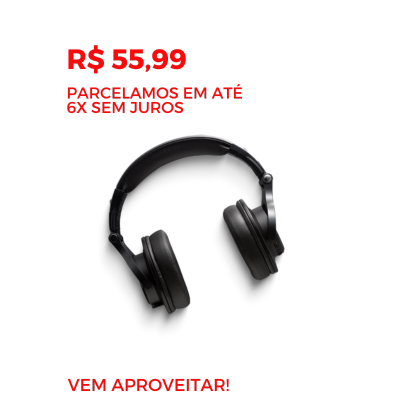 R$ 55,99
PARCELAMOS EM ATÉ
6X SEM JUROS
VEM APROVEITAR!